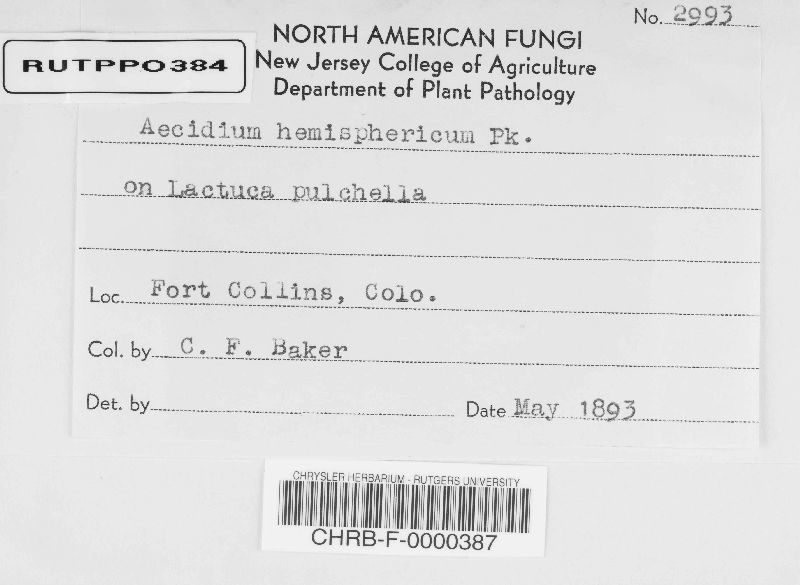 No. 2993
NORTH AMERICAN FUNGI
RUTPP0384
New Jersey College of Agriculture
Department of Plant Pathology
Aecidium hemisphericum Pk.
on Lactuca pulchella
Loc. Fort Collins, Colo.
Col. by C. F. Baker
Det. by
Date May 1893
CHRYSLER HERBARIUM - RUTGERS UNIVERSITY
CHRB-F-0000387